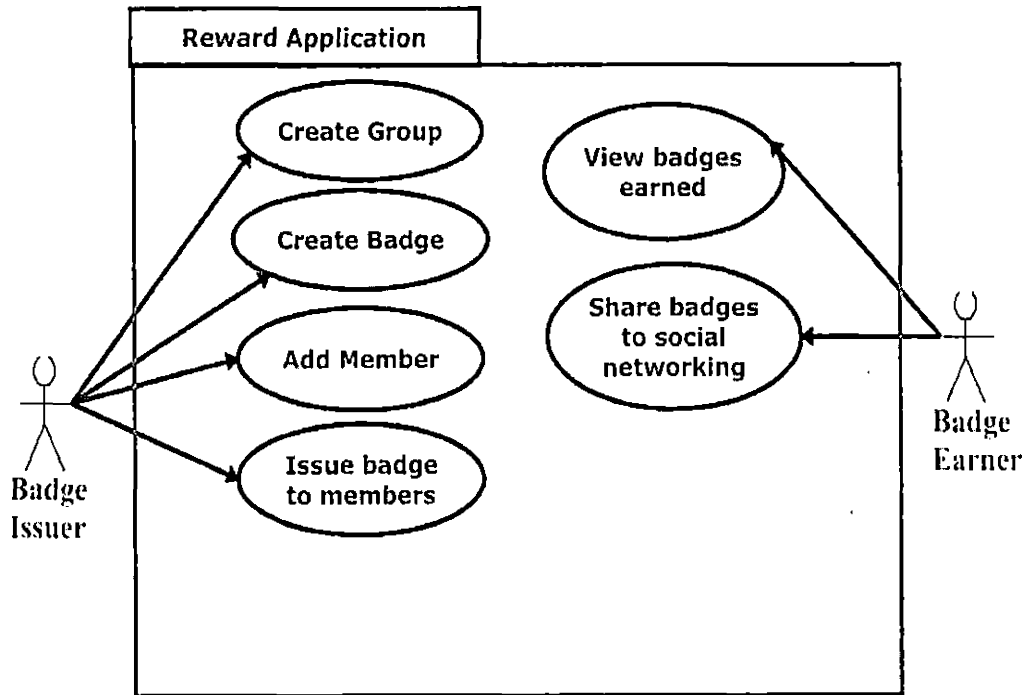 Reward Application
Create Group
View badges
earned
Create Badge
Share badges
to social
networking
Add Member
Badge
Earner
Issue badge
to members
Badge
Issuer